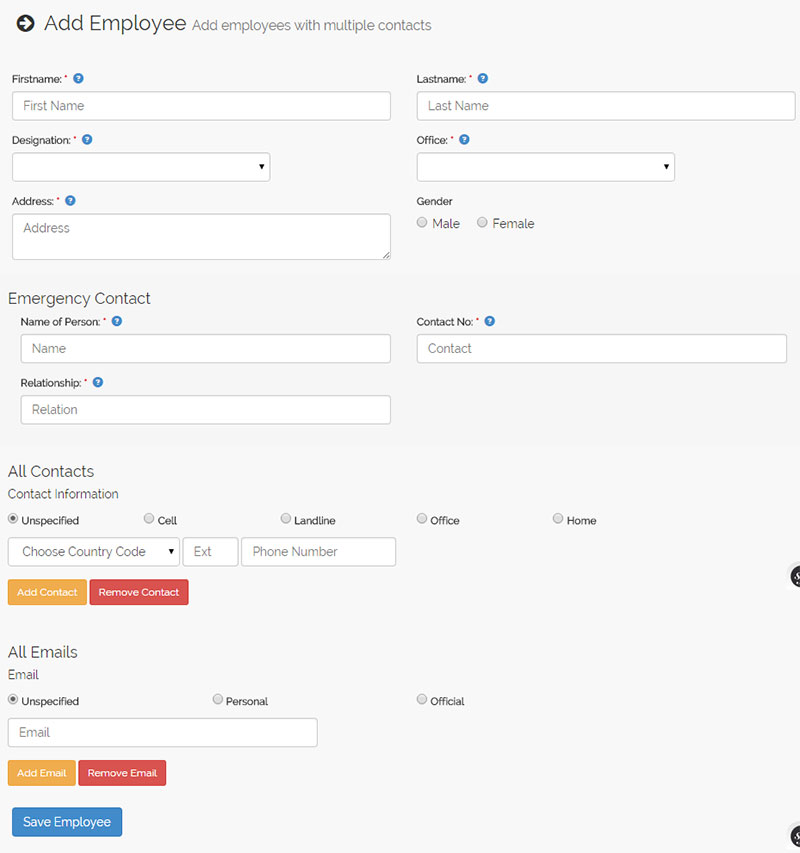 Add Employee Add employees with multiple contacts
Firstname: * ? Lastname: * ?
First Name Last Name
Designation: * ? Office: * ?
Address: * ? Gender
Address Male Female
Emergency Contact
Name of Person: * ? Contact No: * ?
Name Contact
Relationship: * ?
Relation
All Contacts
Contact Information
Unspecified Cell Landline Office Home
Choose Country Code Ext Phone Number
Add Contact Remove Contact
All Emails
Email
Unspecified Personal Official
Email
Add Email Remove Email
Save Employee